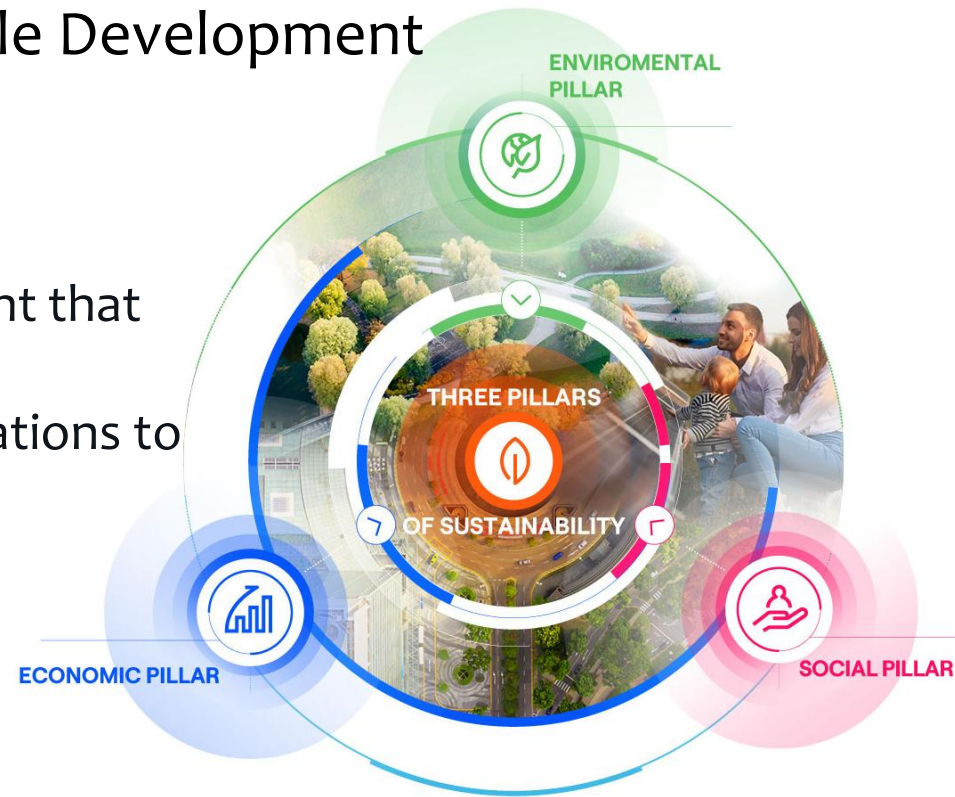 le Development
ENVIROMENTAL
PILLAR
nt that
ations to
THREE PILLARS
OF SUSTAINABILITY
ECONOMIC PILLAR
SOCIAL PILLAR